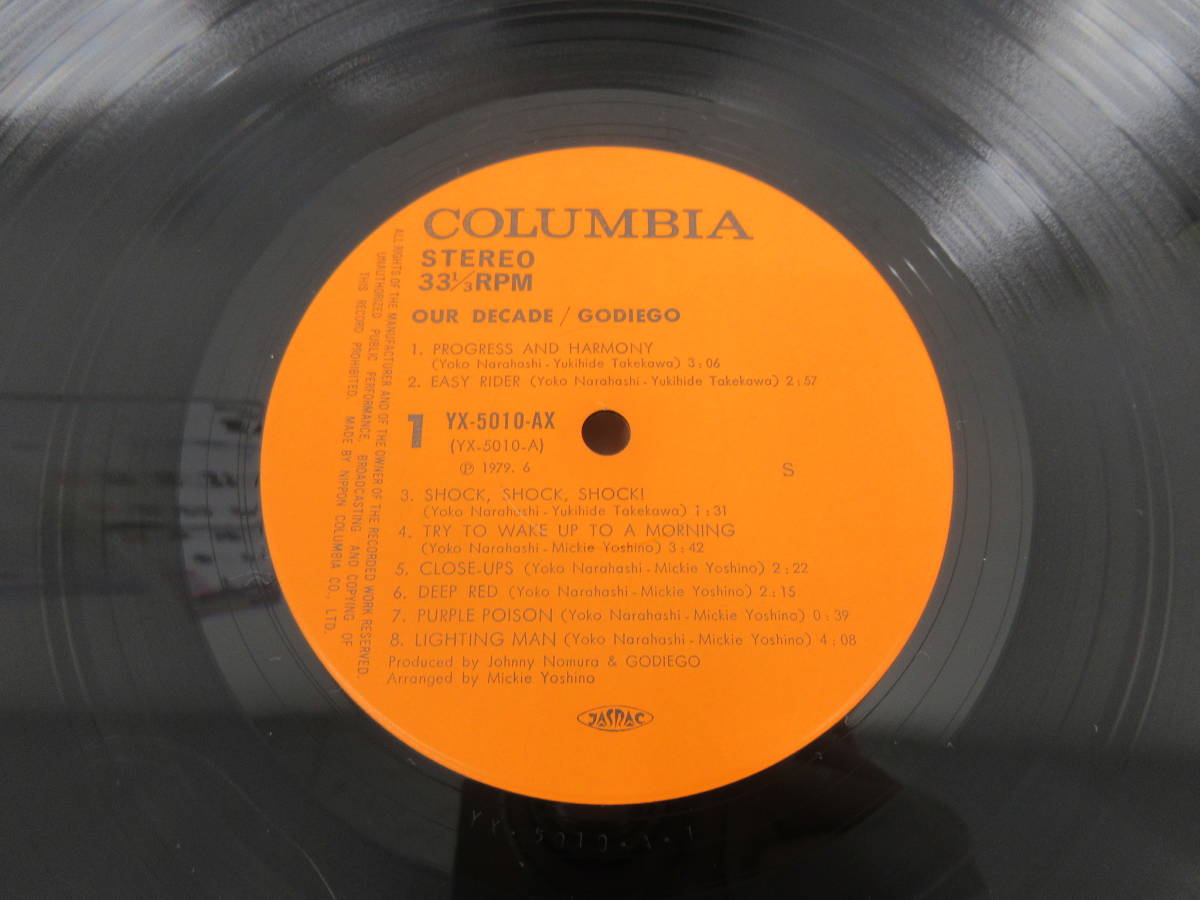 COLUMBIA
STEREO
33 1/3 RPM
OUR DECADE / GODIEGO
1. PROGRESS AND HARMONY
(Yoko Narahashi - Yukihide Takekawa) 3:06
2. EASY RIDER (Yoko Narahashi - Yukihide Takekawa) 2:57
1 YX-5010-AX
(YX-5010-A)
Ⓟ 1979. 6
S
3. SHOCK, SHOCK, SHOCK!
(Yoko Narahashi - Yukihide Takekawa) 1:31
4. TRY TO WAKE UP TO A MORNING
(Yoko Narahashi - Mickie Yoshino) 3:42
5. CLOSE-UPS (Yoko Narahashi - Mickie Yoshino) 2:22
6. DEEP RED (Yoko Narahashi - Mickie Yoshino) 2:15
7. PURPLE POISON (Yoko Narahashi - Mickie Yoshino) 0:39
8. LIGHTING MAN (Yoko Narahashi - Mickie Yoshino) 4:08
Produced by Johnny Nomura & GODIEGO
Arranged by Mickie Yoshino
JASRAC
ALL RIGHTS OF THE MANUFACTURER AND OF THE OWNER OF THE RECORDED WORK RESERVED.
UNAUTHORIZED PUBLIC PERFORMANCE, BROADCASTING AND COPYING OF
THIS RECORD PROHIBITED. MADE BY NIPPON COLUMBIA CO., LTD.